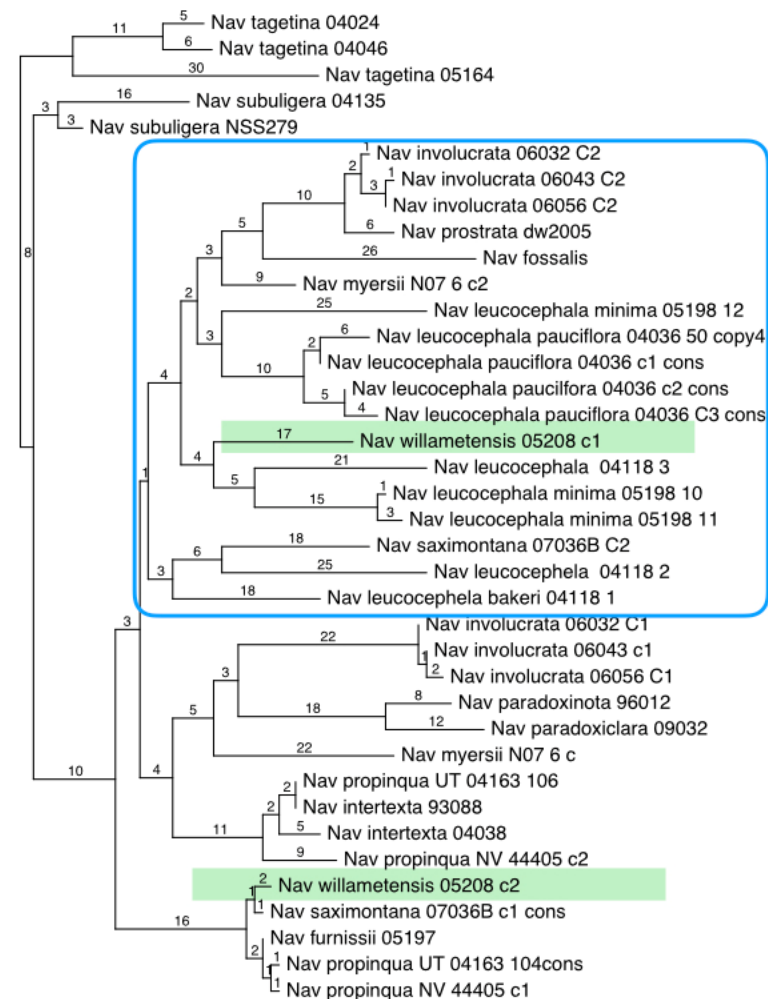 5
Nav tagetina 04024
11
6
Nav tagetina 04046
30
Nav tagetina 05164
16
Nav subuligera 04135
3
3
Nav subuligera NSS279
1
Nav involucrata 06032 C2
2
1
Nav involucrata 06043 C2
3
10
Nav involucrata 06056 C2
5
6
Nav prostrata dw2005
8
3
26
Nav fossalis
9
Nav myersii N07 6 c2
2
25
Nav leucocephala minima 05198 12
3
6
Nav leucocephala pauciflora 04036 50 copy4
2
Nav leucocephala pauciflora 04036 c1 cons
10
4
Nav leucocephala paucilfora 04036 c2 cons
5
4
Nav leucocephala pauciflora 04036 C3 cons
17
Nav willametensis 05208 c1
4
21
Nav leucocephala 04118 3
1
5
1
Nav leucocephala minima 05198 10
15
3
Nav leucocephala minima 05198 11
18
Nav saximontana 07036B C2
6
25
Nav leucocephela 04118 2
3
18
Nav leucocephela bakeri 04118 1
3
Nav involucrata 06032 C1
22
1
Nav involucrata 06043 c1
2
Nav involucrata 06056 C1
3
8
Nav paradoxinota 96012
5
18
12
Nav paradoxiclara 09032
22
Nav myersii N07 6 c
10
4
2
Nav propinqua UT 04163 106
2
Nav intertexta 93088
11
5
Nav intertexta 04038
9
Nav propinqua NV 44405 c2
2
Nav willametensis 05208 c2
1
1
Nav saximontana 07036B c1 cons
16
Nav furnissii 05197
2
1
Nav propinqua UT 04163 104cons
1
1
Nav propinqua NV 44405 c1